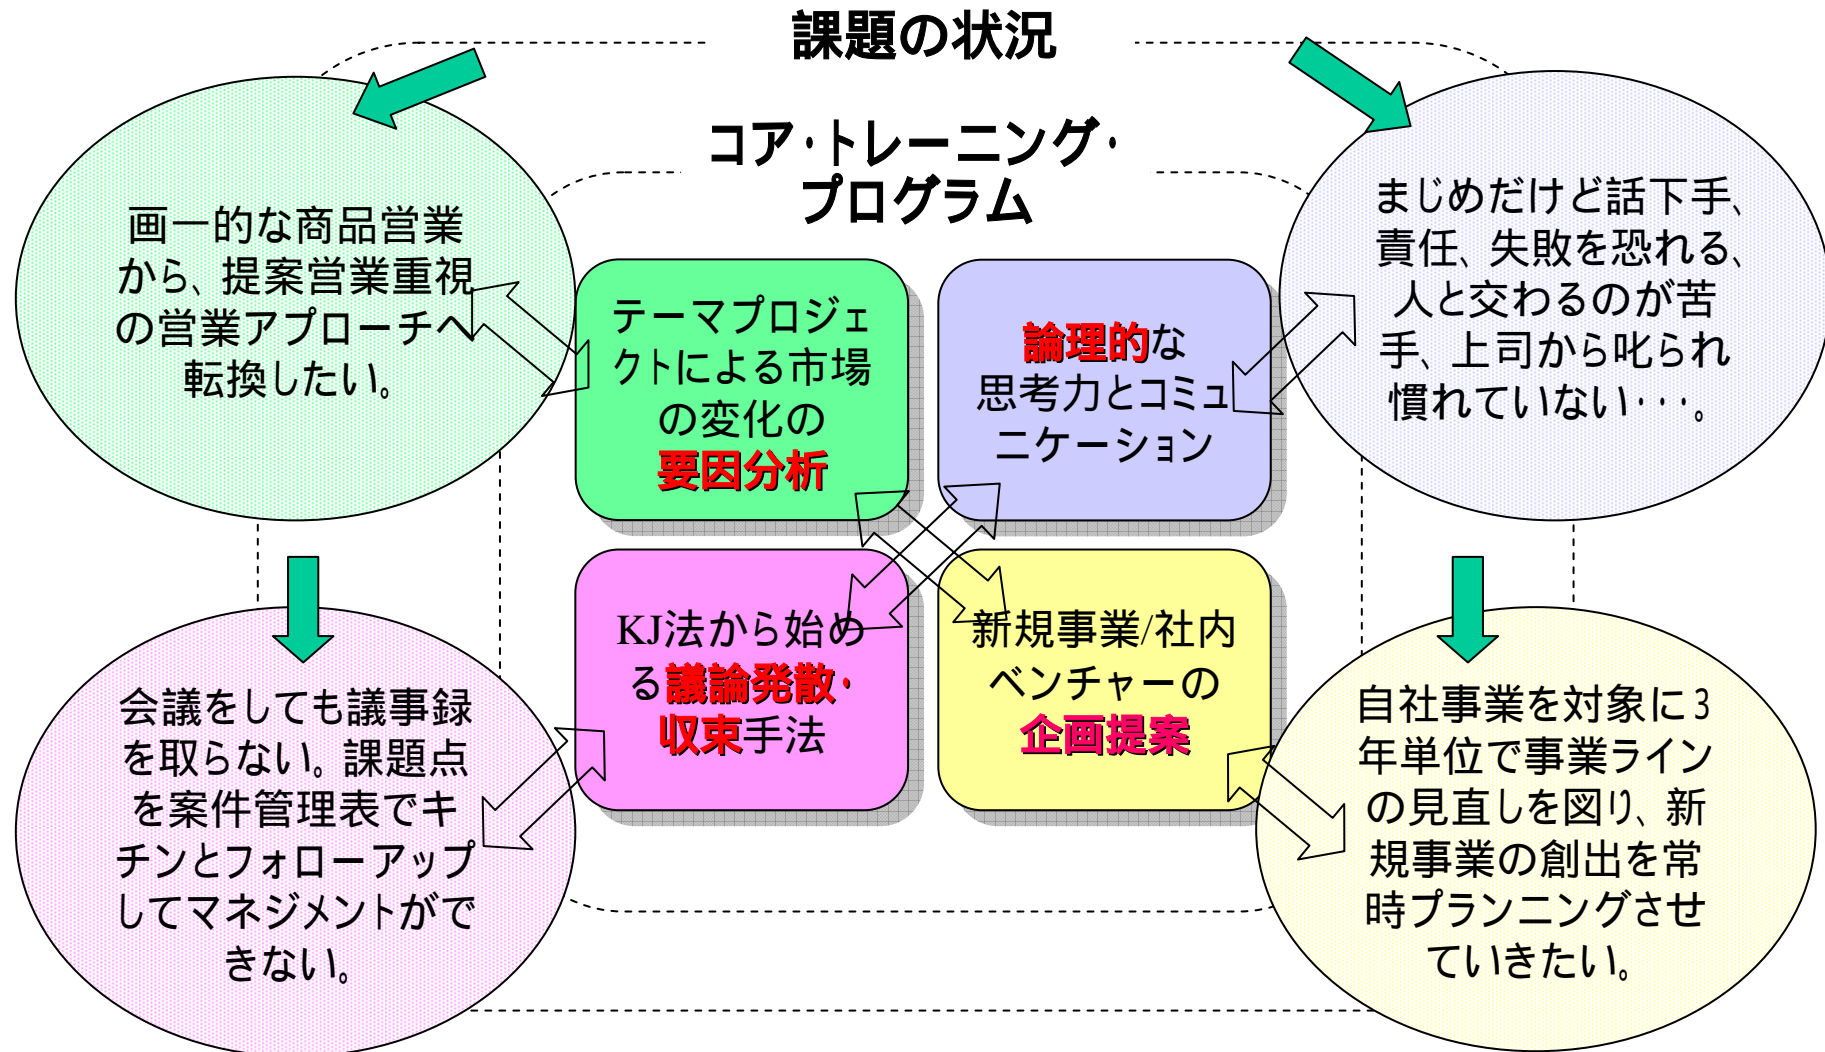 課題の状況
コア・トレーニング・
プログラム
画一的な商品営業
から、提案営業重視
の営業アプローチへ
転換したい。
テーマプロジェ
クトによる市場
の変化の
要因分析
論理的な
思考力とコミュ
ニケーション
まじめだけど話下手、
責任、失敗を恐れる、
人と交わるのが苦
手、上司から叱られ
慣れていない・・・。
会議をしても議事録
を取らない。課題点
を案件管理表でキ
チンとフォローアップ
してマネジメントがで
きない。
KJ法から始め
る議論発散・
収束手法
新規事業/社内
ベンチャーの
企画提案
自社事業を対象に3
年単位で事業ライン
の見直しを図り、新
規事業の創出を常
時プランニングさせ
ていきたい。